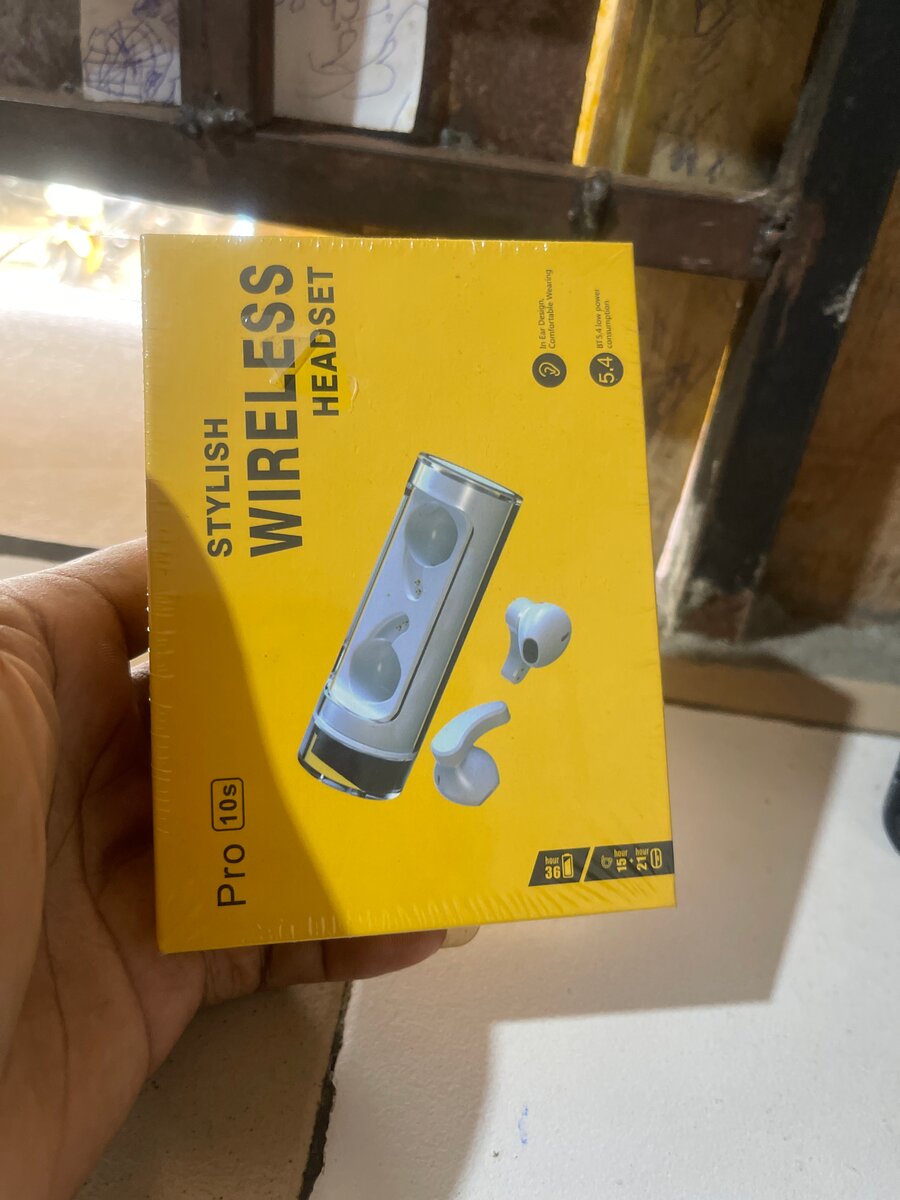 STYLISH
WIRELESS
HEADSET
In Ear Design,
Comfortable Wearing
5.4
BT5.4 low power
consumption
Pro 10s
36 hour
15 hour + 21 hour